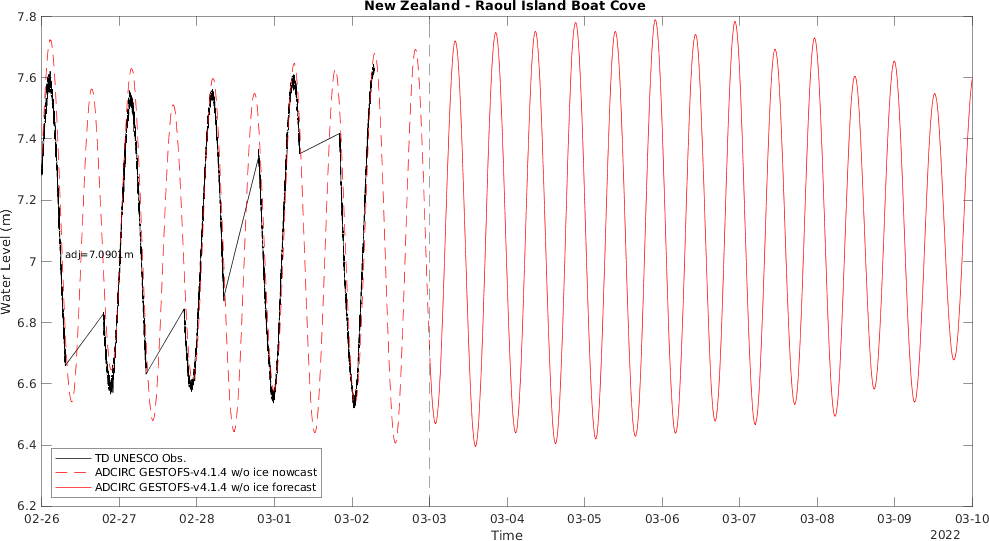 New Zealand - Raoul Island Boat Cove
7.8
7.6
7.4
7.2
7
6.8
6.6
6.4
6.2
Water Level (m)
adj=7.0901m
TD UNESCO Obs.
ADCIRC GESTOFS-v4.1.4 w/o ice nowcast
ADCIRC GESTOFS-v4.1.4 w/o ice forecast
02-26 02-27 02-28 03-01 03-02 03-03 03-04 03-05 03-06 03-07 03-08 03-09 03-10
Time
2022